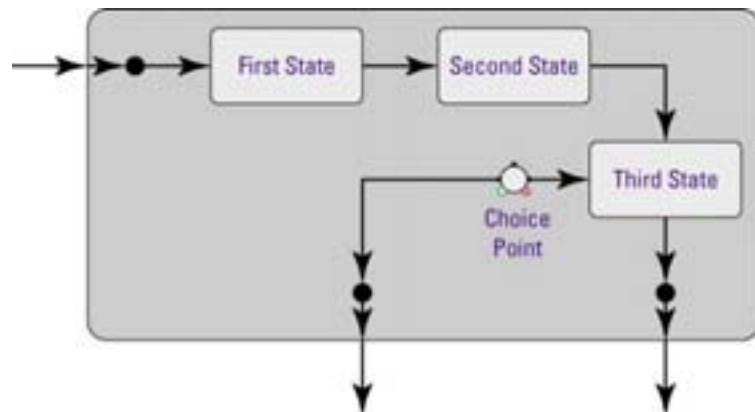 First State
Second State
Third State
Choice
Point